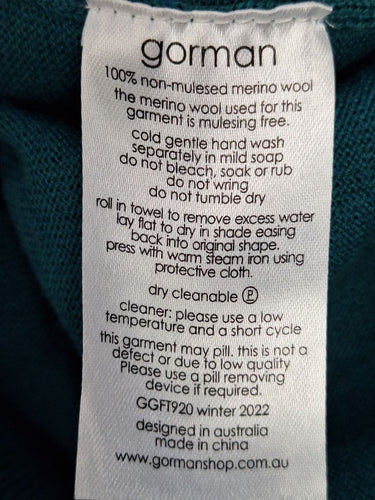 gorman
100% non-mulesed merino wool
the merino wool used for this
garment is mulesing free.
cold gentle hand wash
separately in mild soap
do not bleach, soak or rub
do not wring
do not tumble dry
roll in towel to remove excess water
lay flat to dry in shade easing
back into original shape.
press with warm steam iron using
protective cloth.
dry cleanable Ⓟ
cleaner: please use a low
temperature and a short cycle
this garment may pill. this is not a
defect or due to low quality
Please use a pill removing
device if required.
GGFT920 winter 2022
designed in australia
made in china
www.gormanshop.com.au